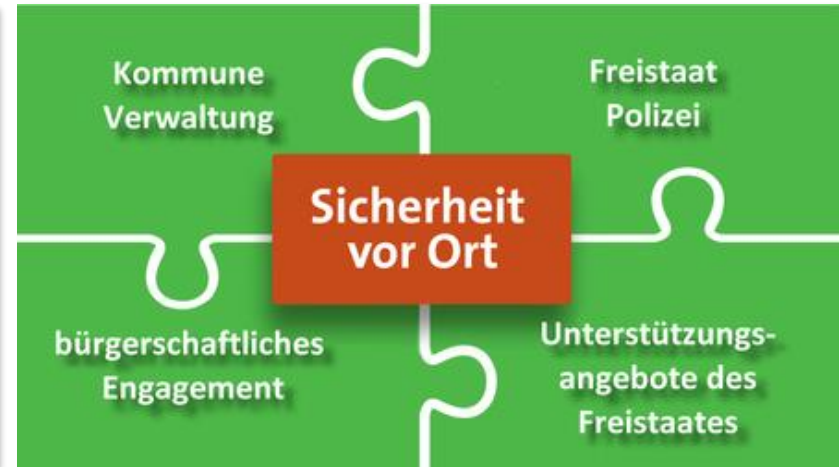 Kommune
Verwaltung
Freistaat
Polizei
Sicherheit
vor Ort
bürgerschaftliches
Engagement
Unterstützungs-
angebote des
Freistaates